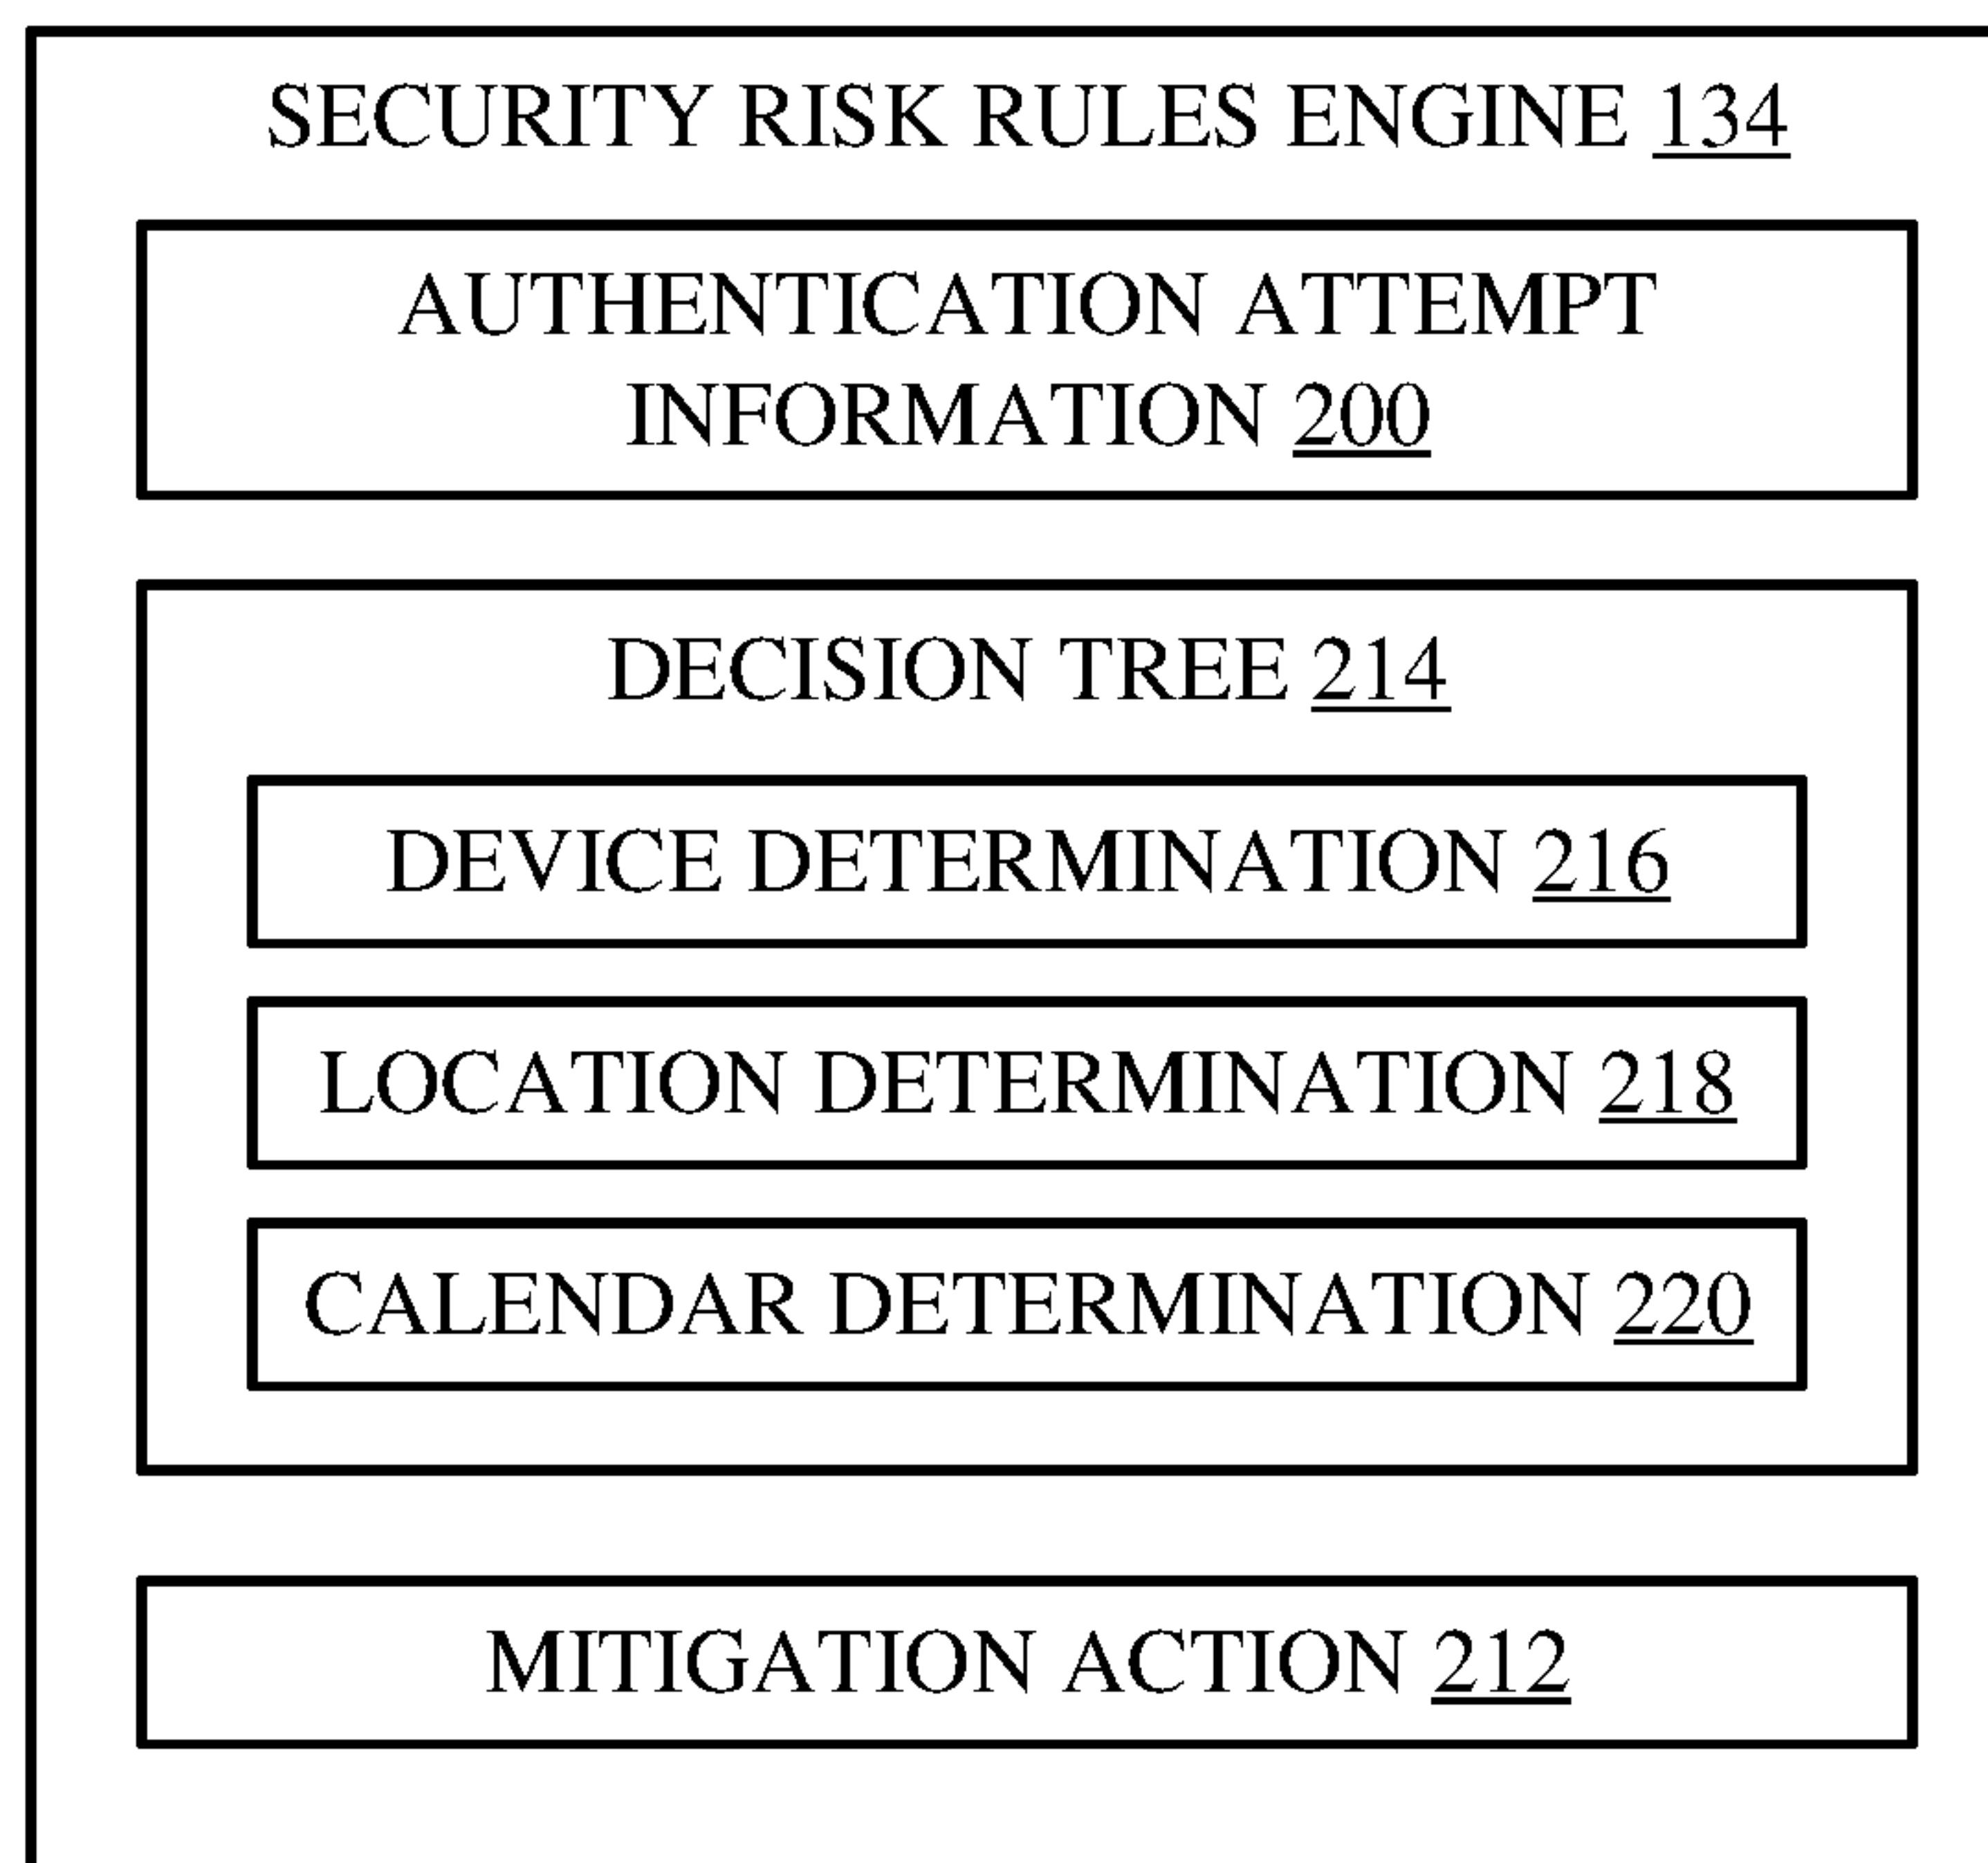 SECURITY RISK RULES ENGINE 134
AUTHENTICATION ATTEMPT
INFORMATION 200
DECISION TREE 214
DEVICE DETERMINATION 216
LOCATION DETERMINATION 218
CALENDAR DETERMINATION 220
MITIGATION ACTION 212